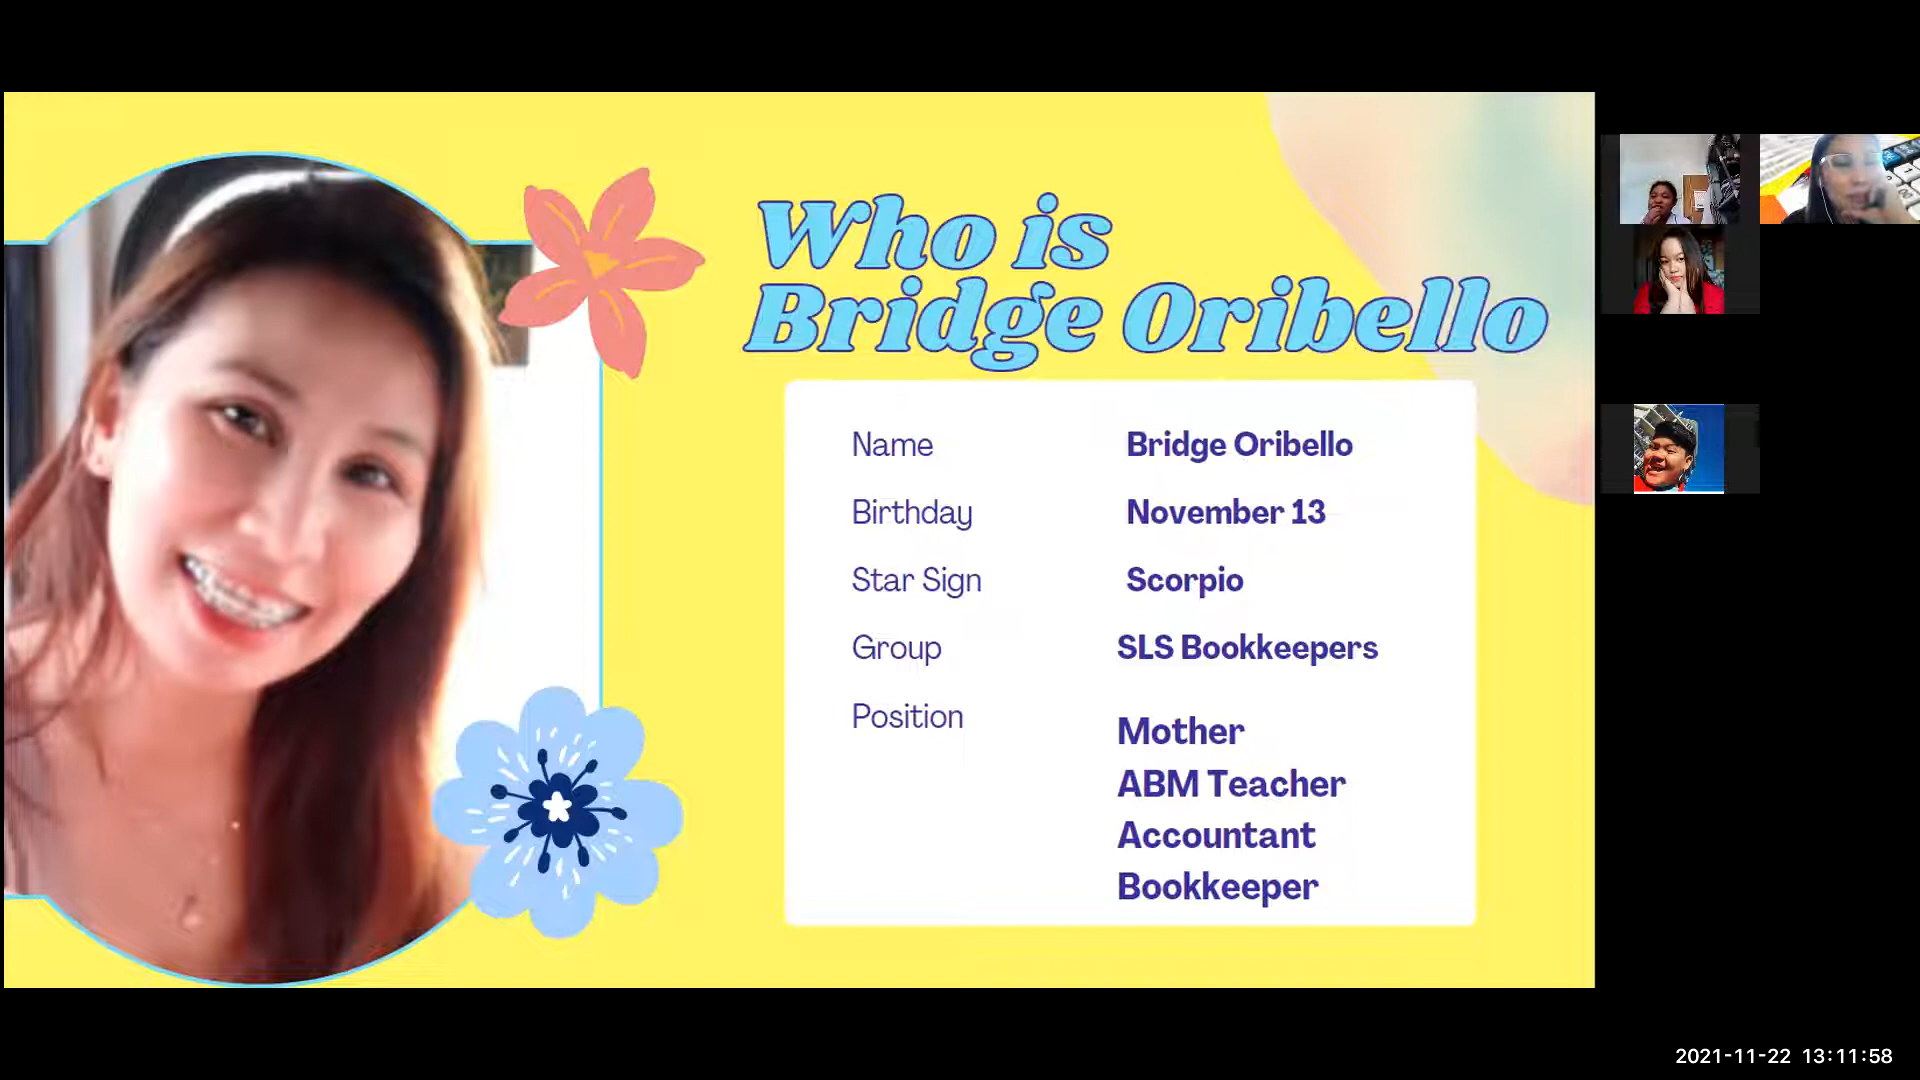 Who is
Bridge Oribello
Name Bridge Oribello
Birthday November 13
Star Sign Scorpio
Group SLS Bookkeepers
Position Mother
ABM Teacher
Accountant
Bookkeeper
2021-11-22 13:11:58